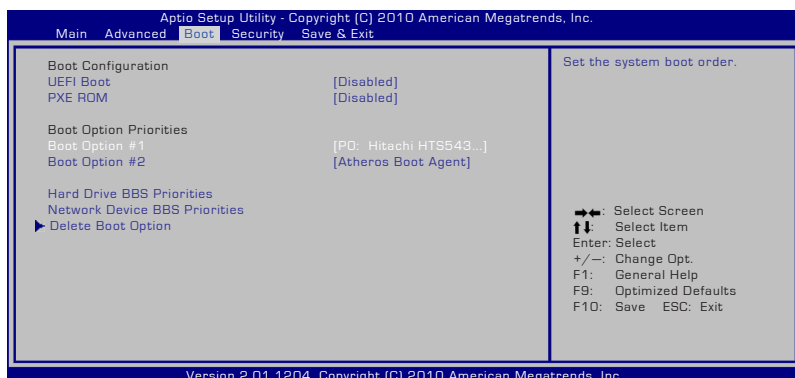 Aptio Setup Utility - Copyright (C) 2010 American Megatrends, Inc.
Main Advanced Boot Security Save & Exit
Boot Configuration
UEFI Boot [Disabled]
PXE ROM [Disabled]
Boot Option Priorities
Boot Option #1 [P0: Hitachi HTS543...]
Boot Option #2 [Atheros Boot Agent]
Hard Drive BBS Priorities
Network Device BBS Priorities
Delete Boot Option
Set the system boot order.
→←: Select Screen
↑↓: Select Item
Enter: Select
+/—: Change Opt.
F1: General Help
F9: Optimized Defaults
F10: Save ESC: Exit
Version 2.01.1204. Copyright (C) 2010 American Megatrends, Inc.